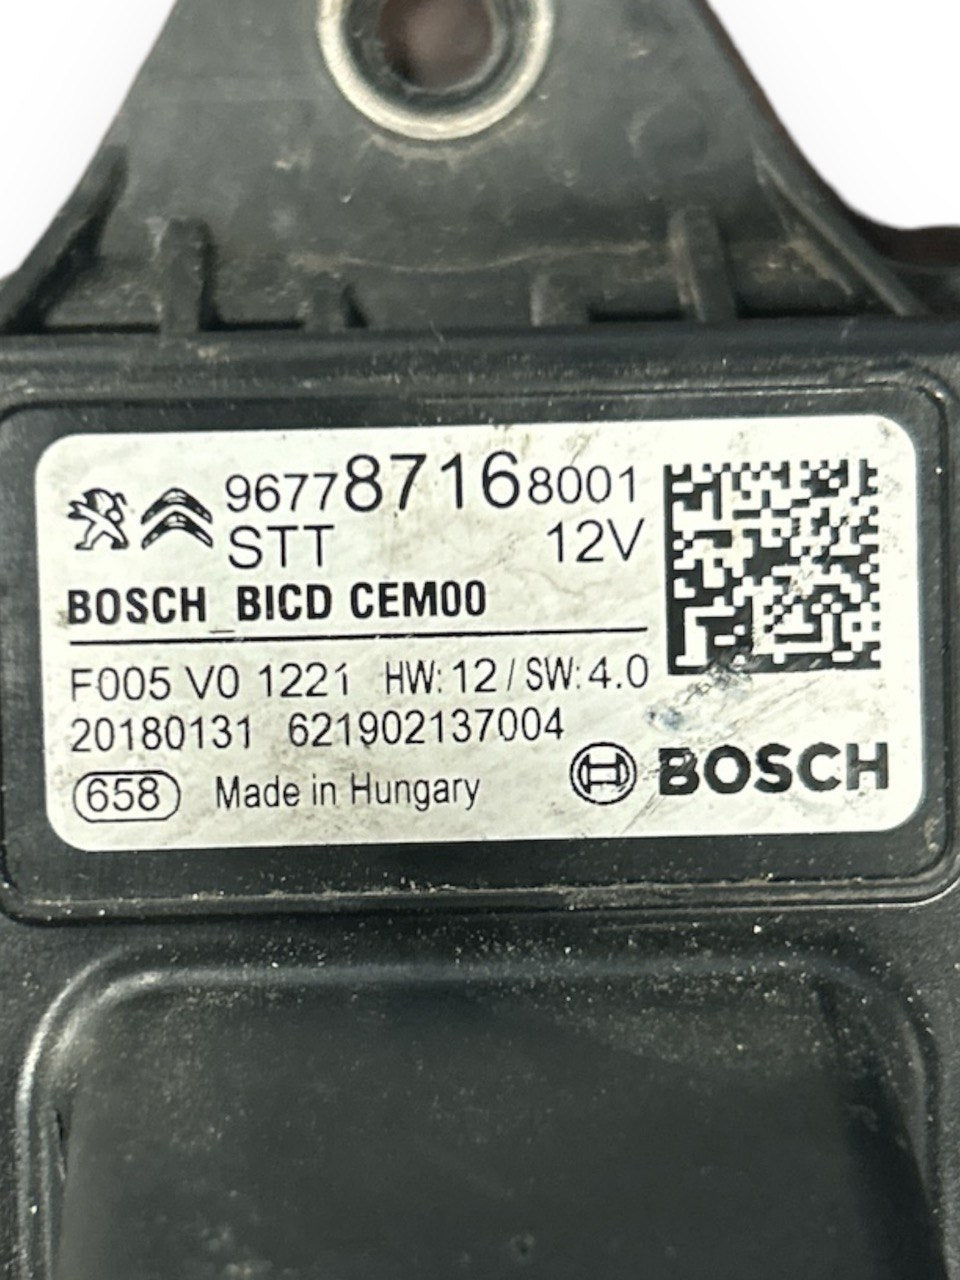 96778716 8001
STT 12V
BOSCH_BICD CEM00
F005 V0 1221 HW: 12 / SW: 4.0
20180131 621902137004
658 Made in Hungary
BOSCH